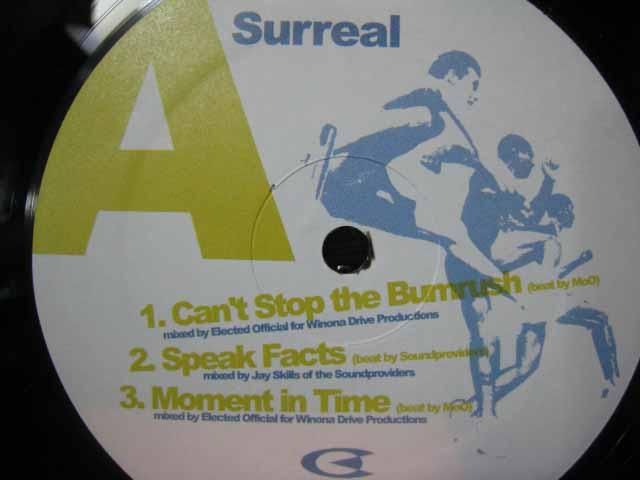 A
Surreal
1. Can't Stop the Bumrush (beat by MoO)
mixed by Elected Official for Winona Drive Productions
2. Speak Facts (beat by Soundproviders)
mixed by Jay Skills of the Soundproviders
3. Moment in Time (beat by MoO)
mixed by Elected Official for Winona Drive Productions